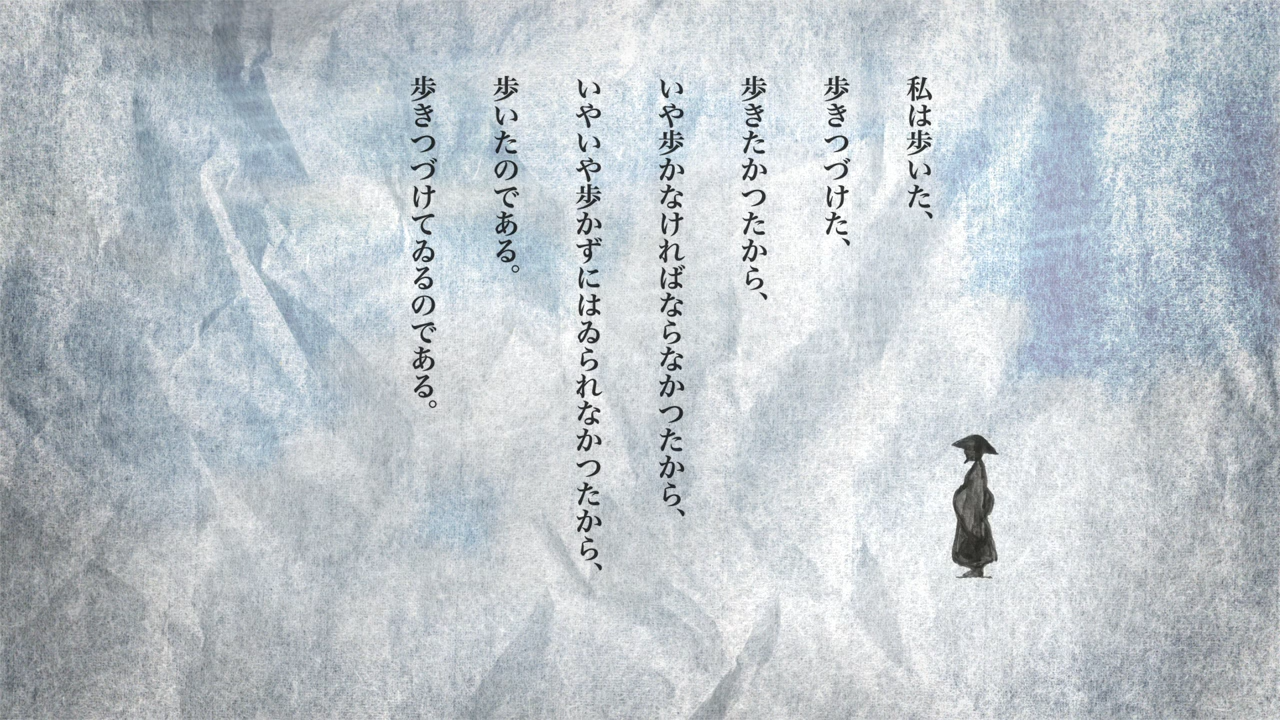 私は歩いた、
歩きつづけた、
歩きたかつたから、
いや歩かなければならなかつたから、
いやいや歩かずにはゐられなかつたから、
歩いたのである。
歩きつづけてゐるのである。